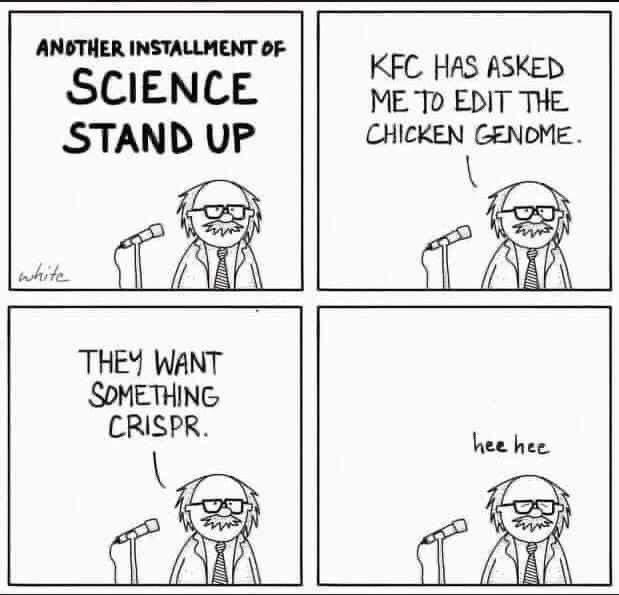 ANOTHER INSTALLMENT OF
SCIENCE
STAND UP
white
KFC HAS ASKED
ME TO EDIT THE
CHICKEN GENOME.
THEY WANT
SOMETHING
CRISPR.
hee hee